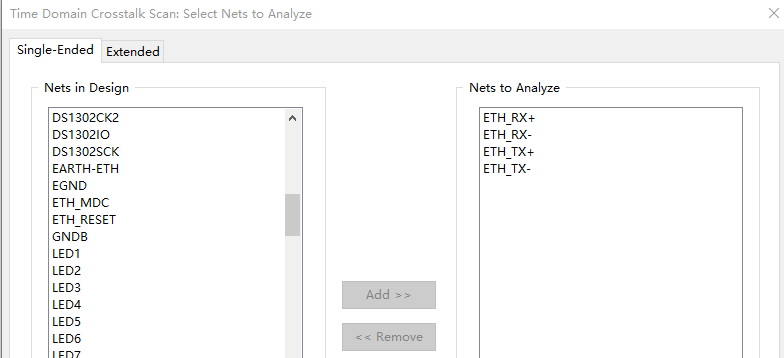 Time Domain Crosstalk Scan: Select Nets to Analyze
Single-Ended
Extended
Nets in Design
DS1302CK2
DS1302IO
DS1302SCK
EARTH-ETH
EGND
ETH_MDC
ETH_RESET
GNDB
LED1
LED2
LED3
LED4
LED5
LED6
LED7
Add >>
<< Remove
Nets to Analyze
ETH_RX+
ETH_RX-
ETH_TX+
ETH_TX-